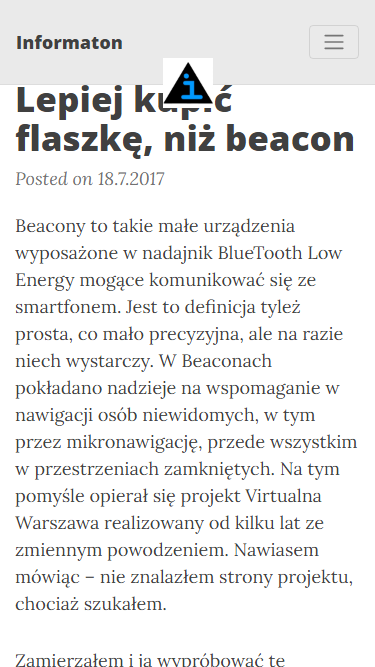 Informaton
Lepiej kupić
flaszkę, niż beacon
Posted on 18.7.2017
Beacony to takie małe urządzenia
wyposażone w nadajnik BlueTooth Low
Energy mogące komunikować się ze
smartfonem. Jest to definicja tyleż
prosta, co mało precyzyjna, ale na razie
niech wystarczy. W Beaconach
pokładano nadzieje na wspomaganie w
nawigacji osób niewidomych, w tym
przez mikronawigację, przede wszystkim
w przestrzeniach zamkniętych. Na tym
pomyśle opierał się projekt Virtualna
Warszawa realizowany od kilku lat ze
zmiennym powodzeniem. Nawiasem
mówiąc – nie znalazłem strony projektu,
chociaż szukałem.
Zamierzałem i ja wypróbować te